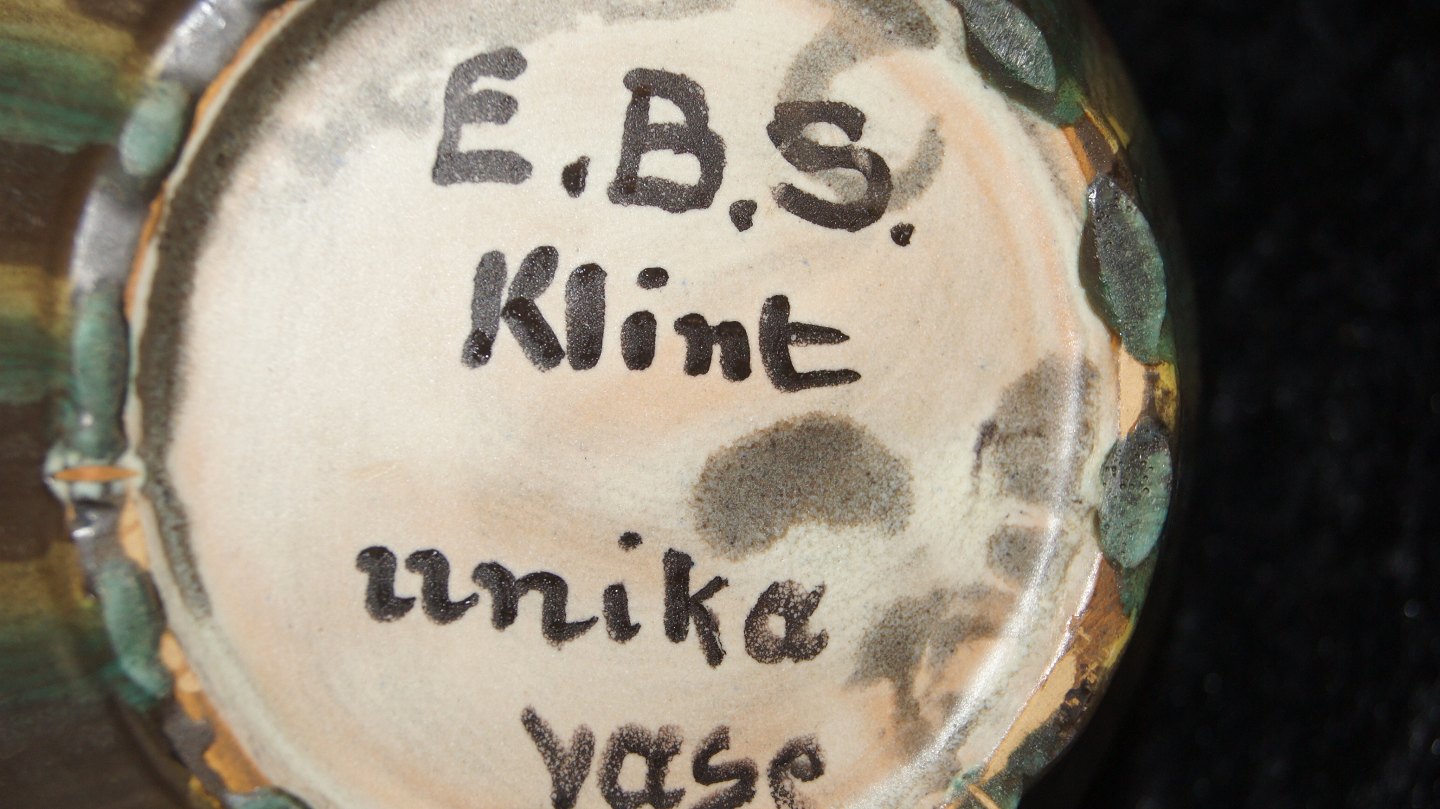 E.B.S.
Klint
unika
vase